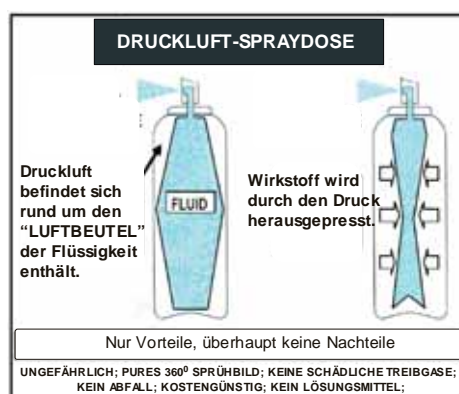 DRUCKLUFT-SPRAYDOSE
Druckluft
befindet sich
rund um den
“LUFTBEUTEL”
der Flüssigkeit
enthält.
FLUID
Wirkstoff wird
durch den Druck
herausgepresst.
Nur Vorteile, überhaupt keine Nachteile
UNGEFÄHRLICH; PURES 360⁰ SPRÜHBILD; KEINE SCHÄDLICHE TREIBGASE;
KEIN ABFALL; KOSTENGÜNSTIG; KEIN LÖSUNGSMITTEL;